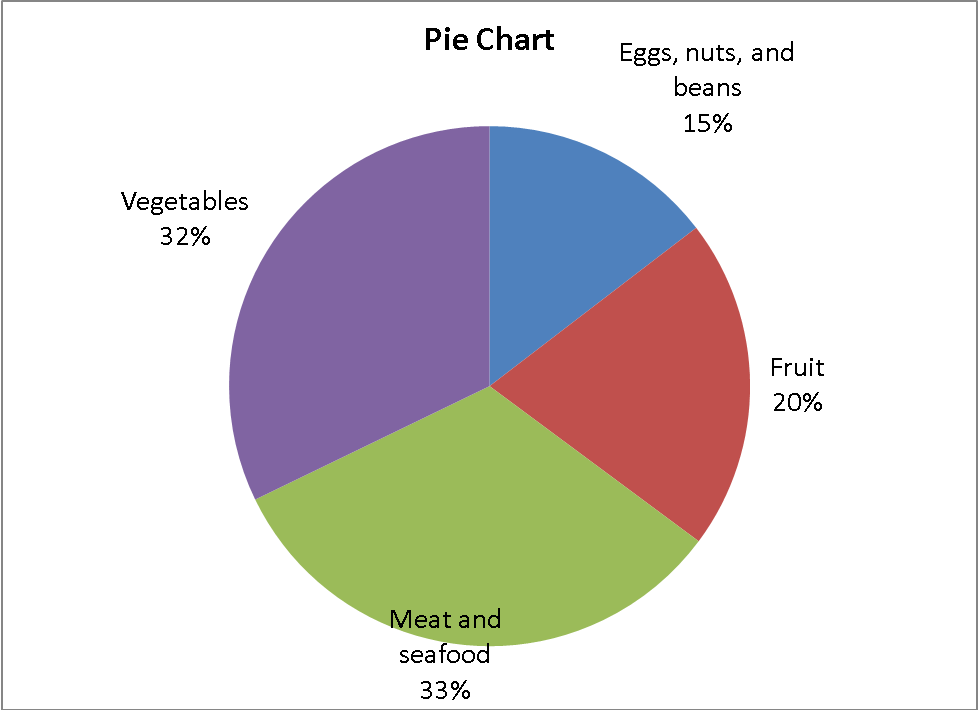 Pie Chart
Eggs, nuts, and
beans
15%
Vegetables
32%
Fruit
20%
Meat and
seafood
33%